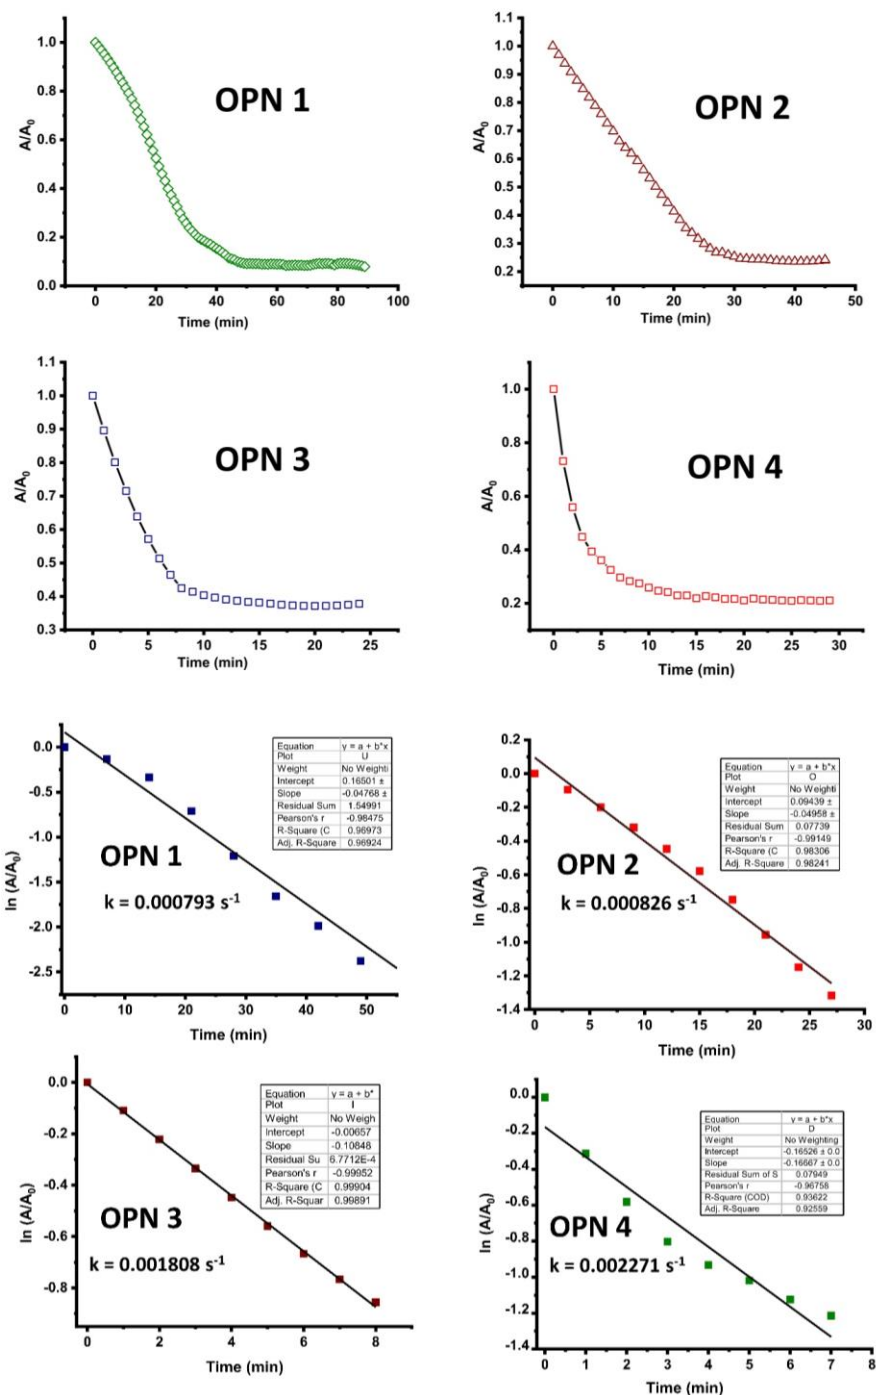 OPN 1
A/A0
1.0
0.8
0.6
0.4
0.2
0.0
0 20 40 60 80 100
Time (min)
OPN 2
A/A0
1.1
1.0
0.9
0.8
0.7
0.6
0.5
0.4
0.3
0.2
0 10 20 30 40 50
Time (min)
OPN 3
A/A0
1.1
1.0
0.9
0.8
0.7
0.6
0.5
0.4
0.3
0 5 10 15 20 25
Time (min)
OPN 4
A/A0
1.0
0.8
0.6
0.4
0.2
0 5 10 15 20 25 30
Time (min)
ln (A/A0)
0.0
-0.5
-1.0
-1.5
-2.0
-2.5
Equation y = a + b*x
Plot U
Weight No Weighti
Intercept 0.16501 ±
Slope -0.04768 ±
Residual Sum 1.54991
Pearson's r -0.98475
R-Square (C 0.96973
Adj. R-Square 0.96924
OPN 1
k = 0.000793 s-1
0 10 20 30 40 50
Time (min)
ln (A/A0)
0.2
0.0
-0.2
-0.4
-0.6
-0.8
-1.0
-1.2
-1.4
Equation y = a + b*x
Plot O
Weight No Weighti
Intercept 0.09439 ±
Slope -0.04958 ±
Residual Sum 0.07739
Pearson's r -0.99149
R-Square (C 0.98306
Adj. R-Square 0.98241
OPN 2
k = 0.000826 s-1
0 5 10 15 20 25 30
Time (min)
ln (A/A0)
0.0
-0.2
-0.4
-0.6
-0.8
Equation y = a + b*
Plot I
Weight No Weigh
Intercept -0.00657
Slope -0.10848
Residual Su 6.7712E-4
Pearson's r -0.99952
R-Square (C 0.99904
Adj. R-Squar 0.99891
OPN 3
k = 0.001808 s-1
0 2 4 6 8
Time (min)
ln (A/A0)
0.0
-0.2
-0.4
-0.6
-0.8
-1.0
-1.2
-1.4
Equation y = a + b*x
Plot D
Weight No Weighting
Intercept -0.16526 ± 0.0
Slope -0.16667 ± 0.0
Residual Sum of S 0.07949
Pearson's r -0.96758
R-Square (COD) 0.93622
Adj. R-Square 0.92559
OPN 4
k = 0.002271 s-1
0 1 2 3 4 5 6 7 8
Time (min)